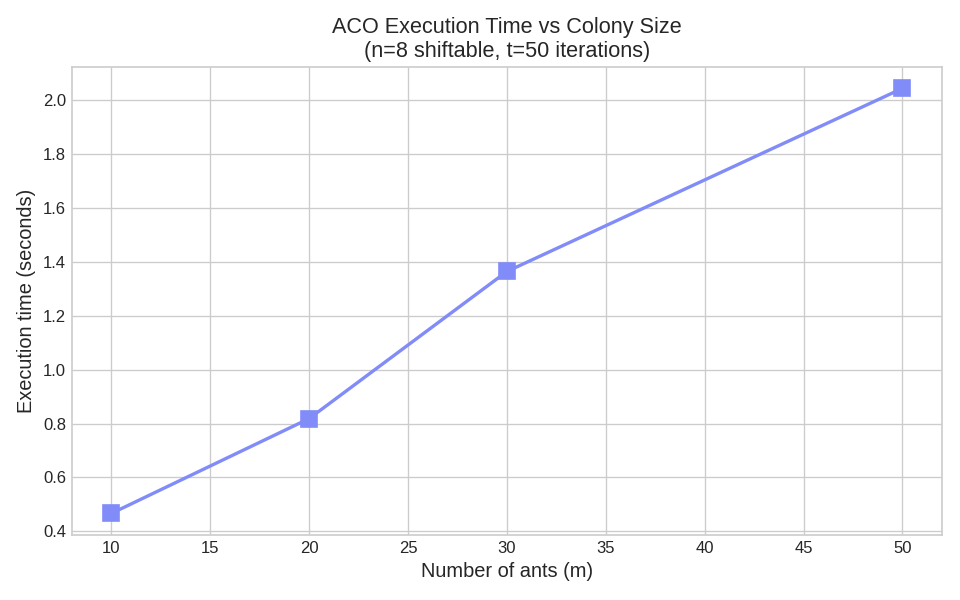 ACO Execution Time vs Colony Size
(n=8 shiftable, t=50 iterations)
Execution time (seconds)
2.0
1.8
1.6
1.4
1.2
1.0
0.8
0.6
0.4
10 15 20 25 30 35 40 45 50
Number of ants (m)